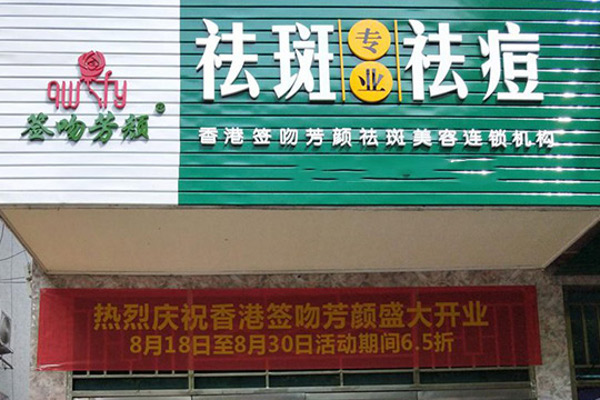 qwsfy
签吻芳颜®
祛斑专业祛痘
香港签吻芳颜祛斑美容连锁机构
热烈庆祝香港签吻芳颜盛大开业
8月18日至8月30日活动期间6.5折